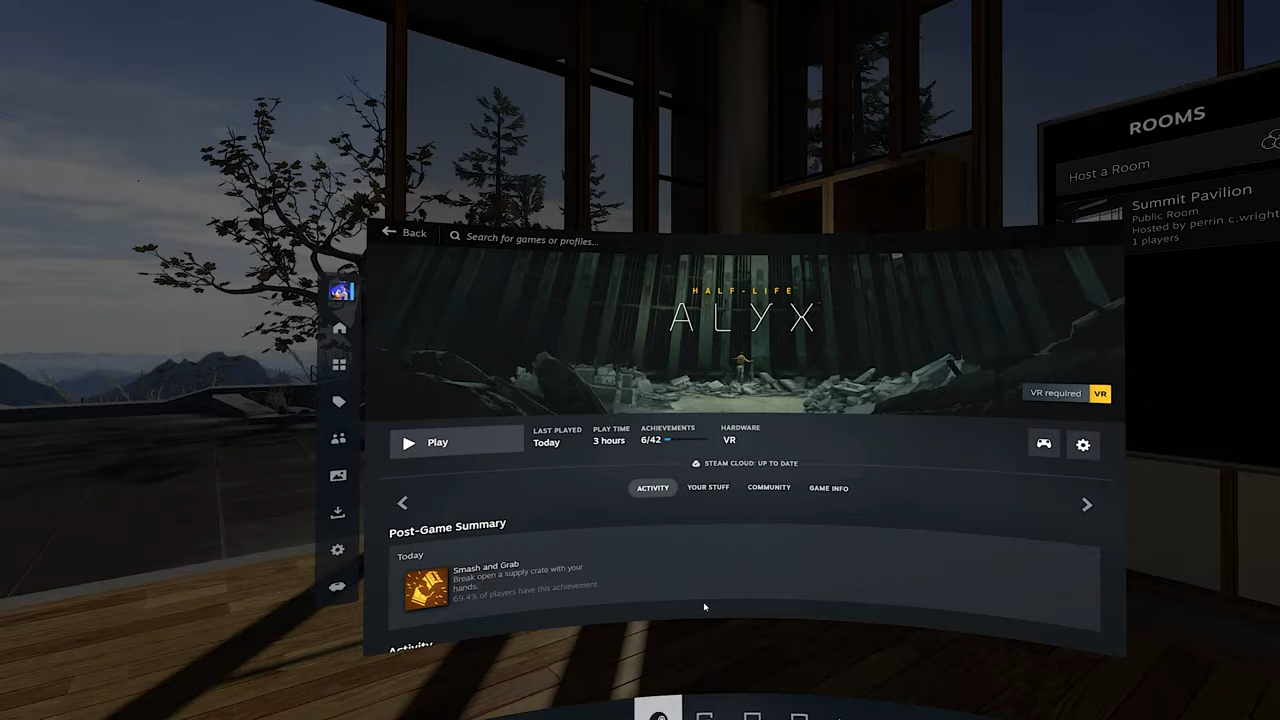 ROOMS
Host a Room
Summit Pavilion
Public Room
Hosted by perrin.c.wright
1 players
Back
Search for games or profiles...
HALF-LIFE
ALYX
VR required VR
Play
LAST PLAYED
Today
PLAY TIME
3 hours
ACHIEVEMENTS
6/42
HARDWARE
VR
STEAM CLOUD: UP TO DATE
ACTIVITY YOUR STUFF COMMUNITY GAME INFO
Post-Game Summary
Today
Smash and Grab
Break open a supply crate with your
hands.
69.4% of players have this achievement
Activity